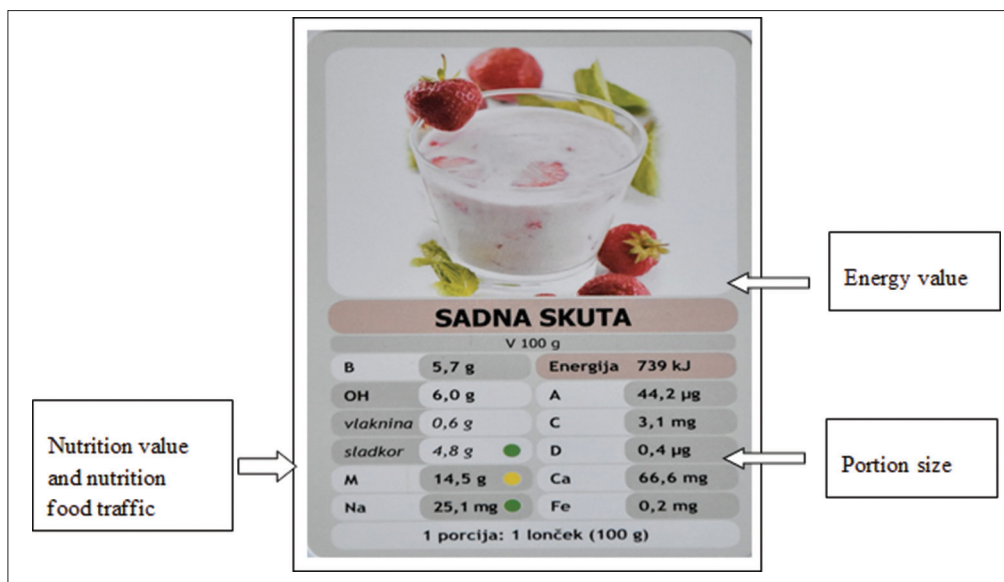 SADNA SKUTA
V 100 g
B 5,7 g Energija 739 kJ
OH 6,0 g A 44,2 µg
vlaknina 0,6 g C 3,1 mg
sladkor 4,8 g D 0,4 µg
M 14,5 g Ca 66,6 mg
Na 25,1 mg Fe 0,2 mg
1 porcija: 1 lonček (100 g)
Energy value
Nutrition value
and nutrition
food traffic
Portion size